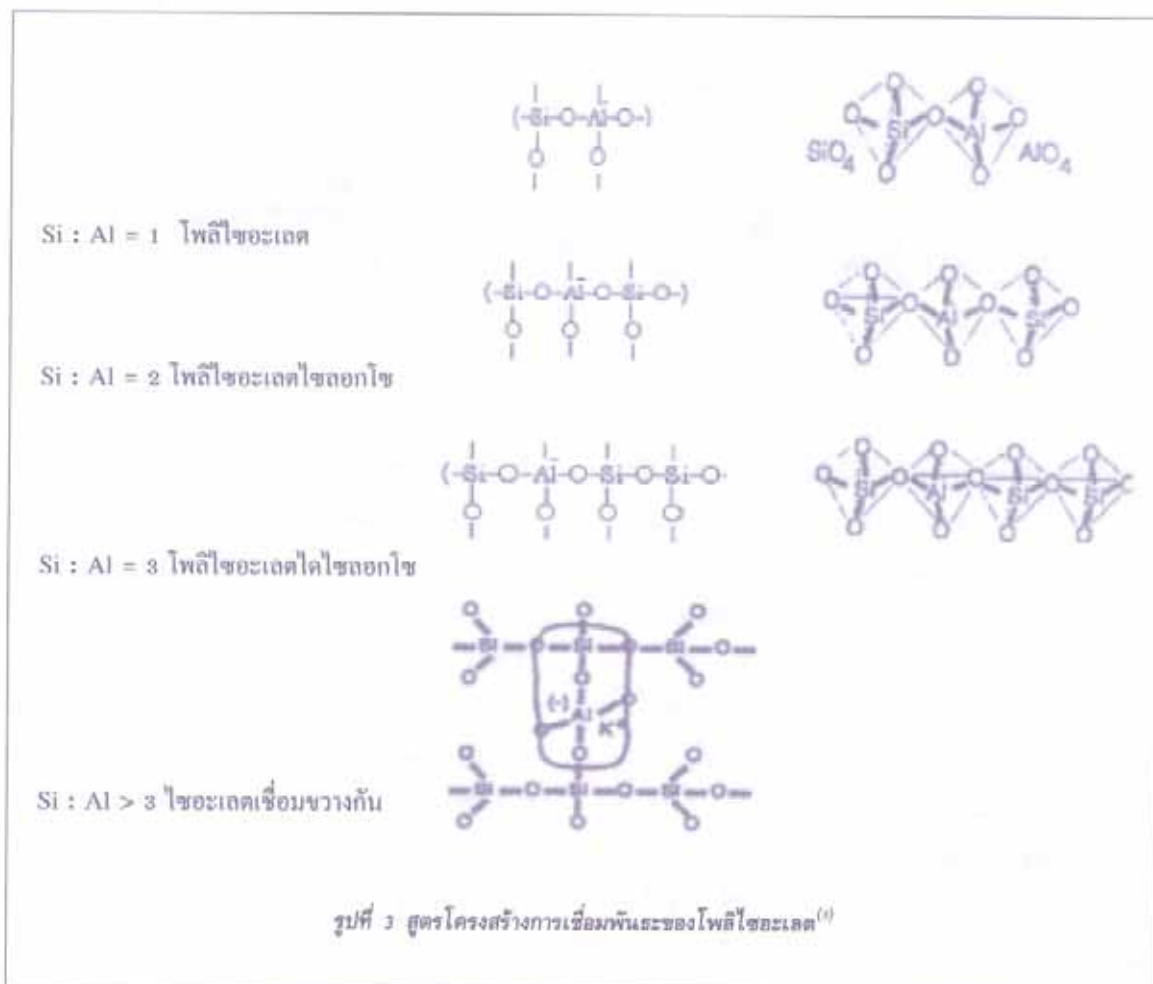 (-Si-O-Al-O-)
O O
SiO4 AlO4
Si : Al = 1 โพลีไซอะเลต
(-Si-O-Al-O-Si-O-)
O O O
Si : Al = 2 โพลีไซอะเลตไซลอกโซ
(-Si-O-Al-O-Si-O-Si-O-
O O O O
Si : Al = 3 โพลีไซอะเลตไดไซลอกโซ
O O O
Si-O-Si-O-Si-O
O O O
(-) Al O
O K+
O
Si-O-Si-O-Si-O
O O O
Si : Al > 3 ไซอะเลตเชื่อมขวางกัน
รูปที่ 3 สูตรโครงสร้างการเชื่อมพันธะของโพลีไซอะเลต